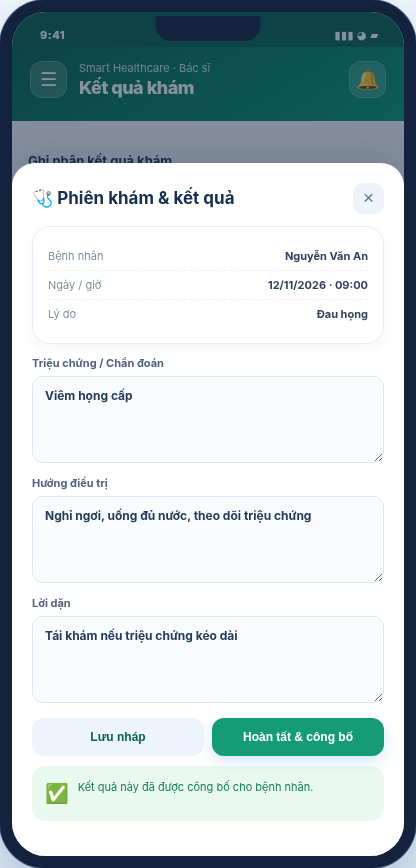 9:41
Smart Healthcare · Bác sĩ
Kết quả khám
Ghi nhận kết quả khám
Phiên khám & kết quả
Bệnh nhân Nguyễn Văn An
Ngày / giờ 12/11/2026 · 09:00
Lý do Đau họng
Triệu chứng / Chẩn đoán
Viêm họng cấp
Hướng điều trị
Nghỉ ngơi, uống đủ nước, theo dõi triệu chứng
Lời dặn
Tái khám nếu triệu chứng kéo dài
Lưu nháp Hoàn tất & công bố
Kết quả này đã được công bố cho bệnh nhân.